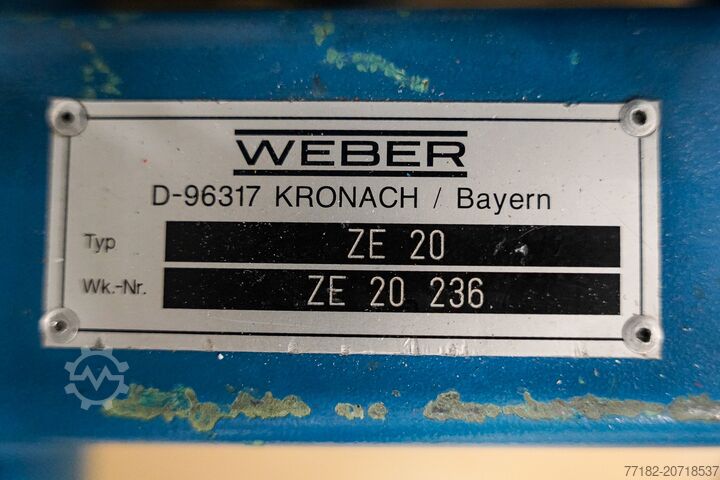 WEBER
D-96317 KRONACH / Bayern
Typ ZE 20
Wk.-Nr. ZE 20 236
77182-20718537